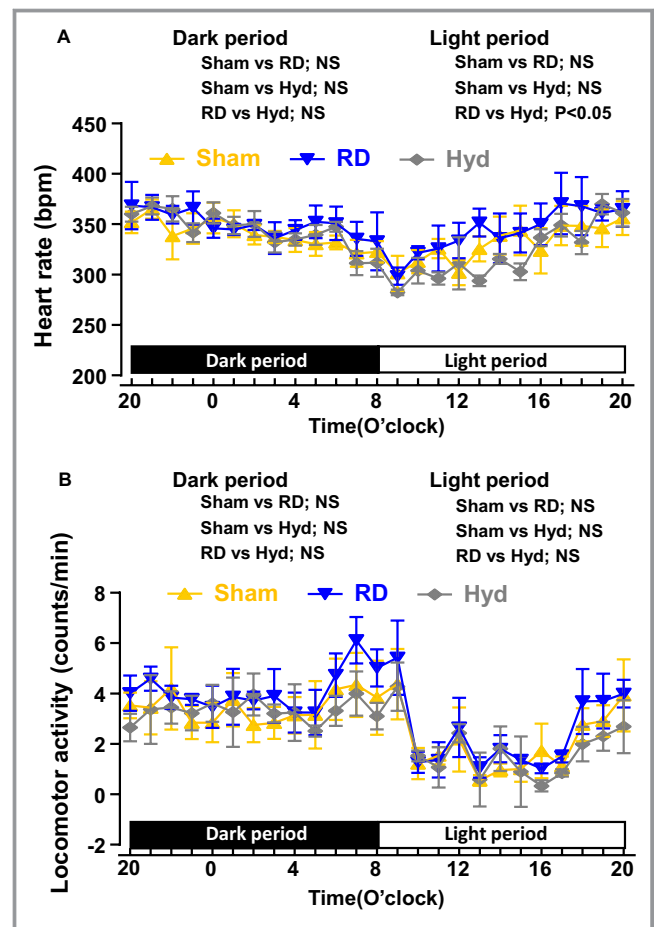 A
Dark period Light period
Sham vs RD; NS Sham vs RD; NS
Sham vs Hyd; NS Sham vs Hyd; NS
RD vs Hyd; NS RD vs Hyd; P<0.05
Sham RD Hyd
Heart rate (bpm)
450
400
350
300
250
200
Dark period Light period
20 0 4 8 12 16 20
Time(O'clock)
B
Dark period Light period
Sham vs RD; NS Sham vs RD; NS
Sham vs Hyd; NS Sham vs Hyd; NS
RD vs Hyd; NS RD vs Hyd; NS
Sham RD Hyd
Locomotor activity (counts/min)
8
6
4
2
0
-2
Dark period Light period
20 0 4 8 12 16 20
Time(O'clock)